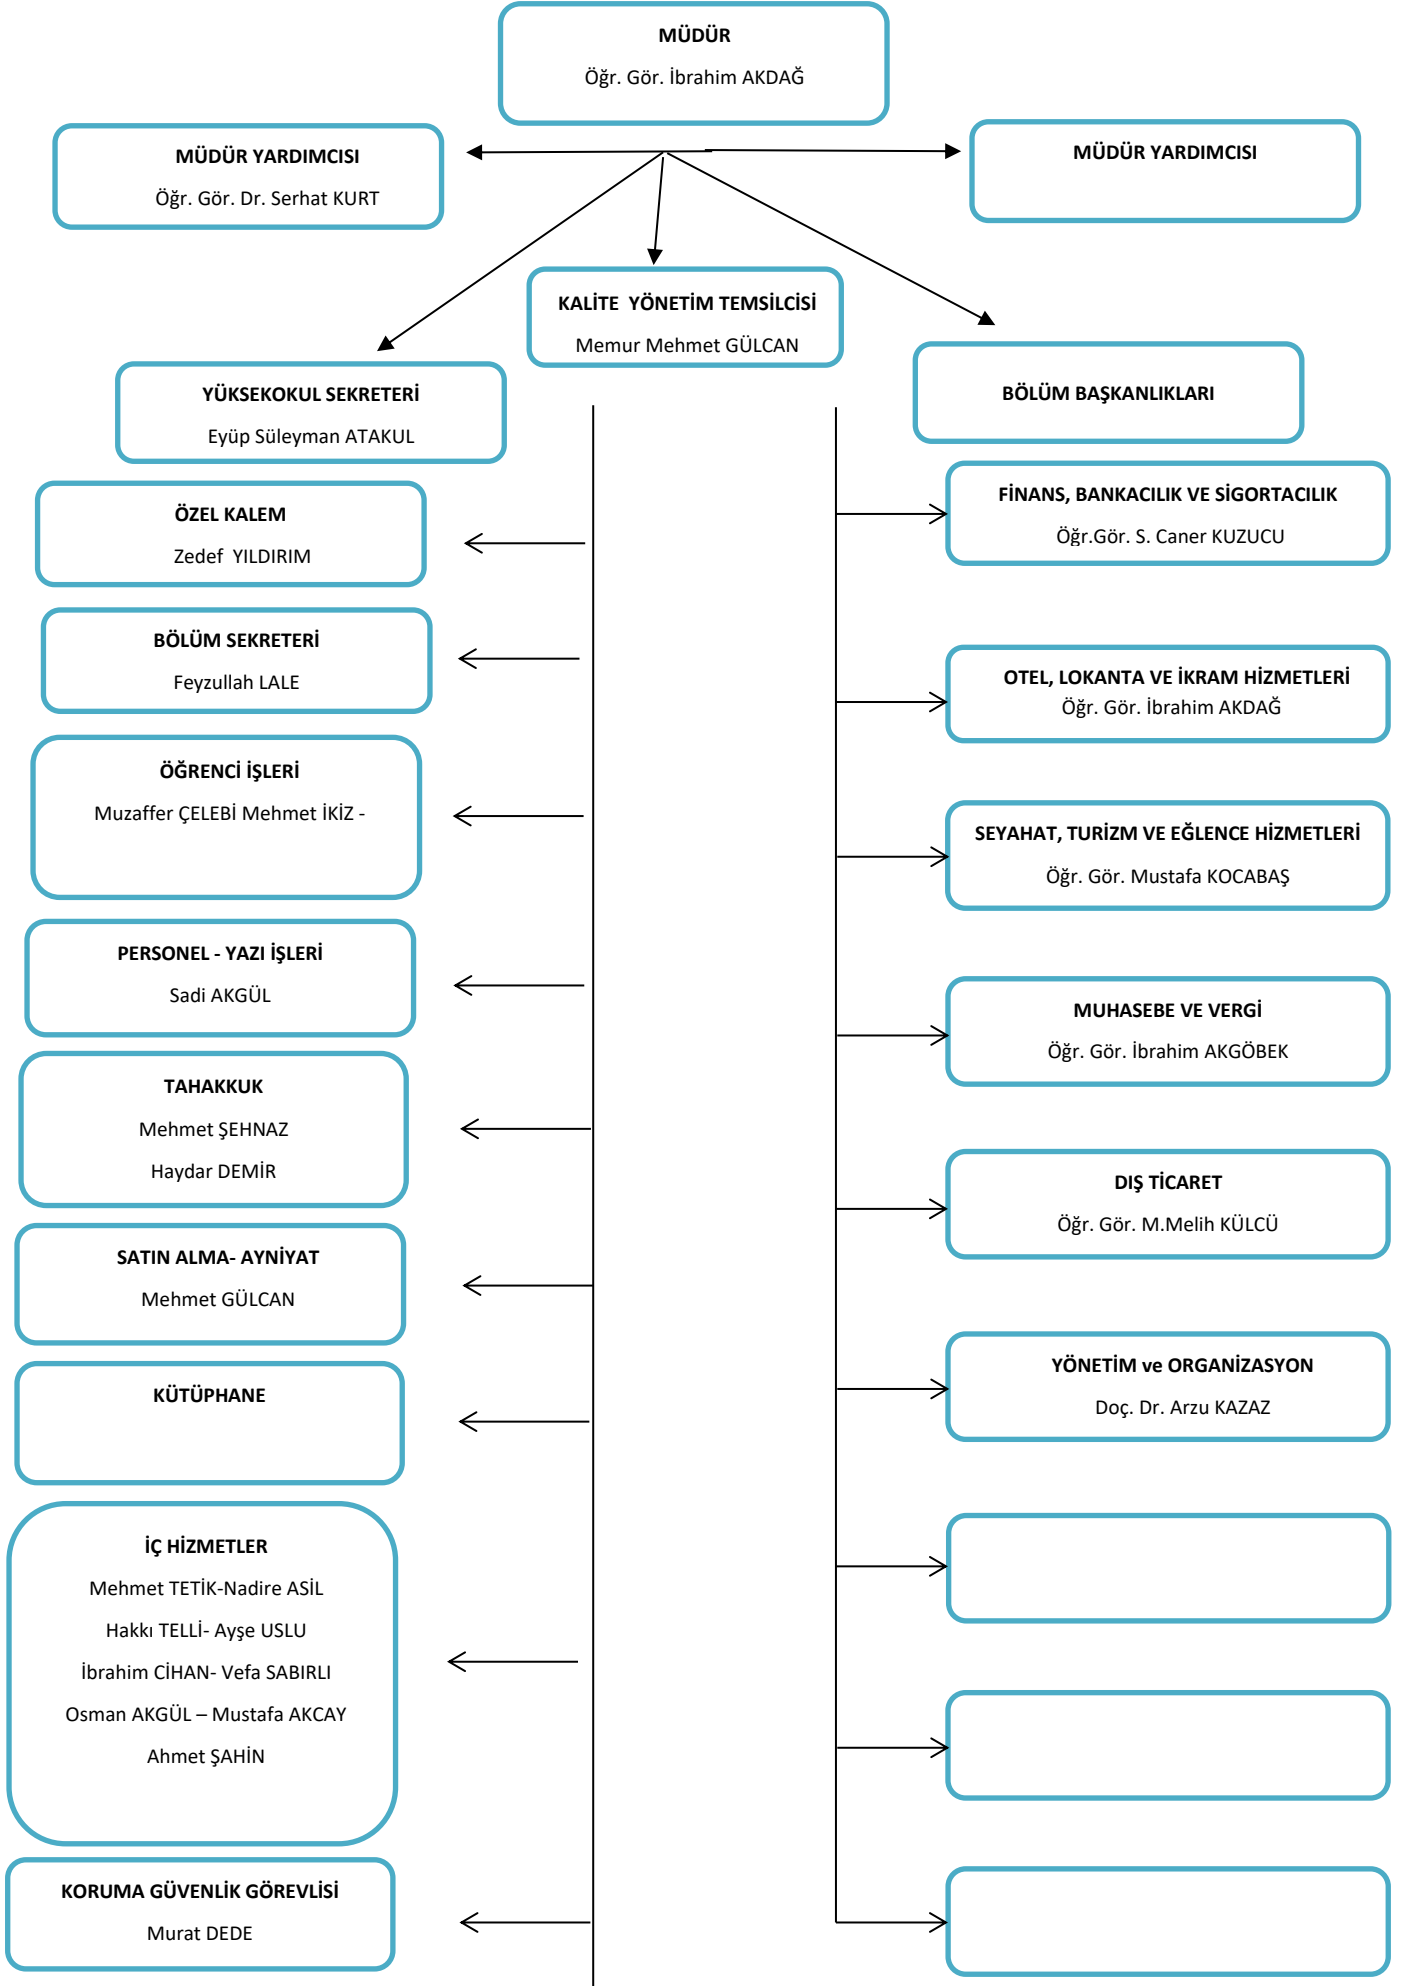 MÜDÜR
Öğr. Gör. İbrahim AKDAĞ
MÜDÜR YARDIMCISI
Öğr. Gör. Dr. Serhat KURT
MÜDÜR YARDIMCISI
KALİTE  YÖNETİM TEMSİLCİSİ
Memur Mehmet GÜLCAN
YÜKSEKOKUL SEKRETERİ
Eyüp Süleyman ATAKUL
ÖZEL KALEM
Zedef  YILDIRIM
BÖLÜM SEKRETERİ
Feyzullah LALE
ÖĞRENCİ İŞLERİ
Muzaffer ÇELEBİ Mehmet İKİZ -
PERSONEL - YAZI İŞLERİ
Sadi AKGÜL
TAHAKKUK
Mehmet ŞEHNAZ
Haydar DEMİR
SATIN ALMA- AYNİYAT
Mehmet GÜLCAN
KÜTÜPHANE
İÇ HİZMETLER
Mehmet TETİK-Nadire ASİL
Hakkı TELLİ- Ayşe USLU
İbrahim CİHAN- Vefa SABIRLI
Osman AKGÜL – Mustafa AKCAY
Ahmet ŞAHİN
KORUMA GÜVENLİK GÖREVLİSİ
Murat DEDE
BÖLÜM BAŞKANLIKLARI
FİNANS, BANKACILIK VE SİGORTACILIK
Öğr.Gör. S. Caner KUZUCU
OTEL, LOKANTA VE İKRAM HİZMETLERİ
Öğr. Gör. İbrahim AKDAĞ
SEYAHAT, TURİZM VE EĞLENCE HİZMETLERİ
Öğr. Gör. Mustafa KOCABAŞ
MUHASEBE VE VERGİ
Öğr. Gör. İbrahim AKGÖBEK
DIŞ TİCARET
Öğr. Gör. M.Melih KÜLCÜ
YÖNETİM ve ORGANİZASYON
Doç. Dr. Arzu KAZAZ